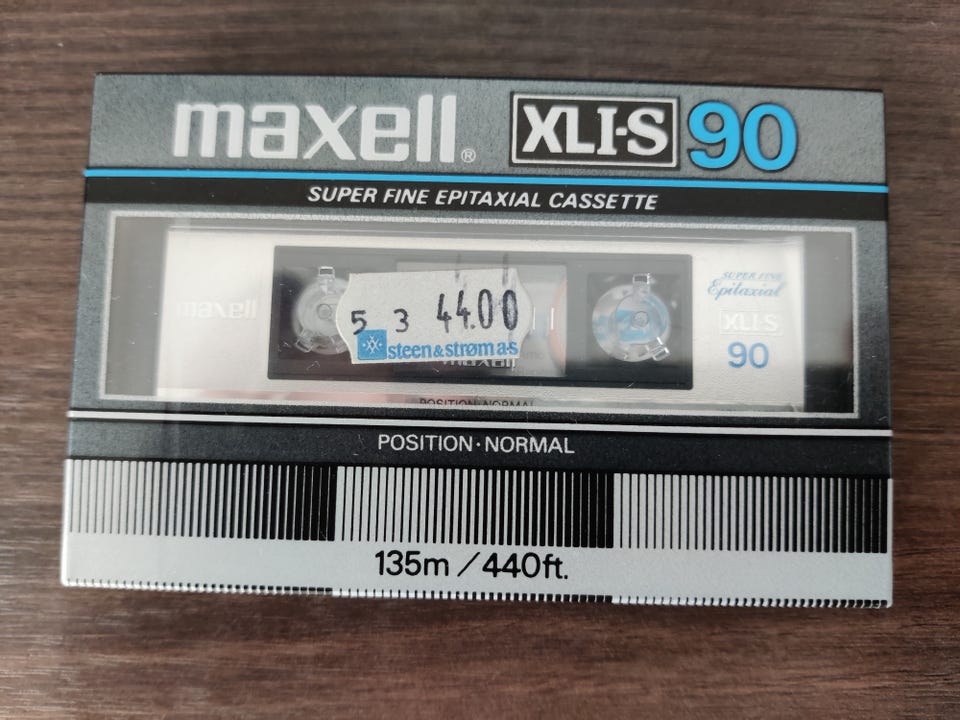 maxell® XLI-S 90
SUPER FINE EPITAXIAL CASSETTE
maxell
5 3 44.00
steen & strøm a·s
maxell
SUPER FINE
Epitaxial
XLI-S
90
POSITION·NORMAL
POSITION·NORMAL
135m/440ft.